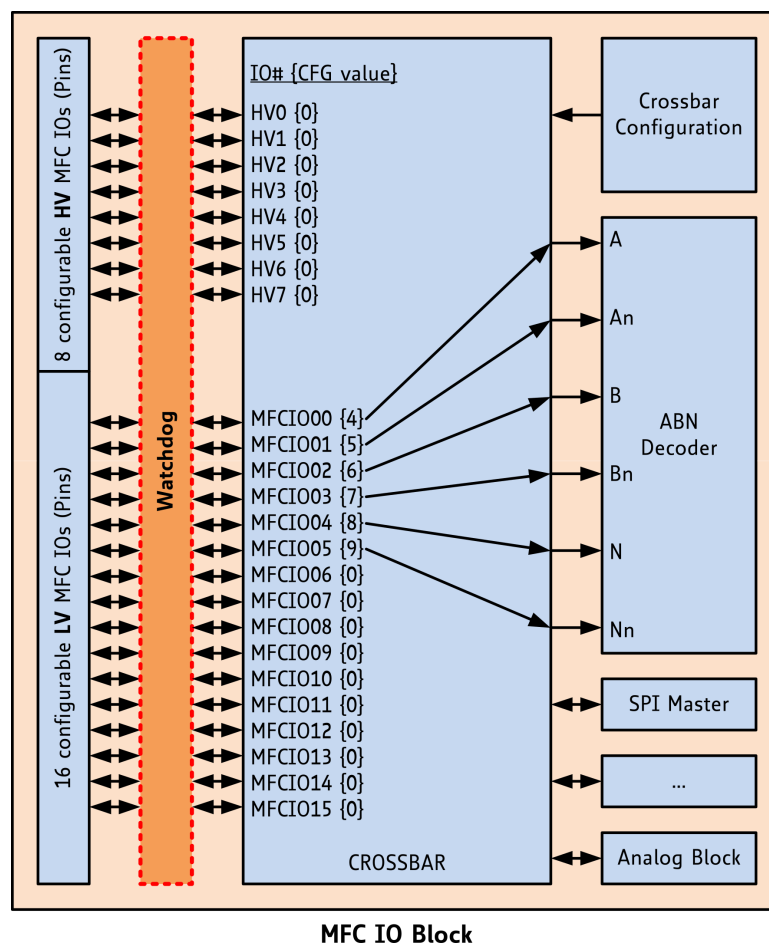 8 configurable HV MFC IOs (Pins)
16 configurable LV MFC IOs (Pins)
Watchdog
IO# {CFG value}
HV0 {0}
HV1 {0}
HV2 {0}
HV3 {0}
HV4 {0}
HV5 {0}
HV6 {0}
HV7 {0}
MFCIO00 {4}
MFCIO01 {5}
MFCIO02 {6}
MFCIO03 {7}
MFCIO04 {8}
MFCIO05 {9}
MFCIO06 {0}
MFCIO07 {0}
MFCIO08 {0}
MFCIO09 {0}
MFCIO10 {0}
MFCIO11 {0}
MFCIO12 {0}
MFCIO13 {0}
MFCIO14 {0}
MFCIO15 {0}
CROSSBAR
Crossbar
Configuration
A
An
B
Bn
N
Nn
ABN
Decoder
SPI Master
...
Analog Block
MFC IO Block